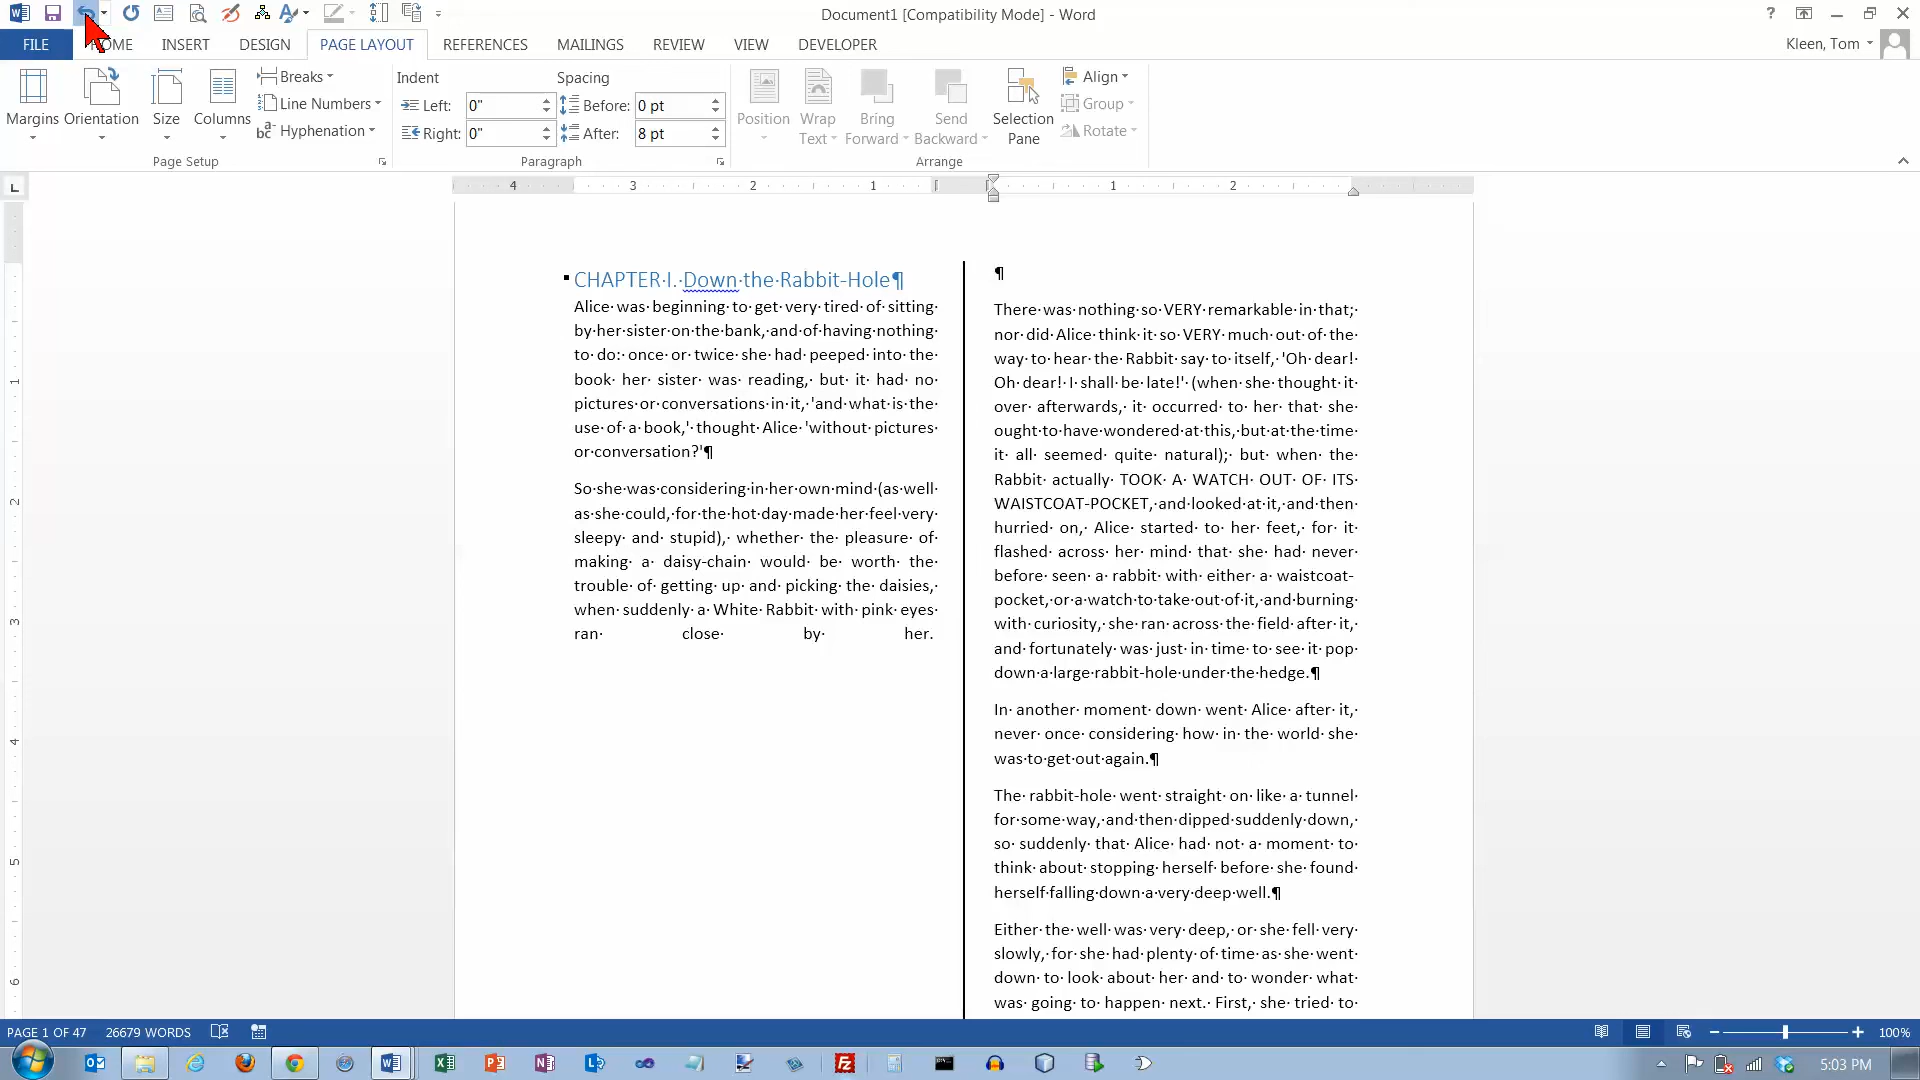 Document1 [Compatibility Mode] - Word
FILE HOME INSERT DESIGN PAGE LAYOUT REFERENCES MAILINGS REVIEW VIEW DEVELOPER Kleen, Tom
Margins Orientation Size Columns
Breaks
Line Numbers
Hyphenation
Page Setup
Indent Spacing
Left: 0" Before: 0 pt
Right: 0" After: 8 pt
Paragraph
Position Wrap Text Bring Forward Send Backward Selection Pane
Align
Group
Rotate
Arrange
4 3 2 1 1 2
CHAPTER·I.·Down·the·Rabbit-Hole¶
Alice·was·beginning·to·get·very·tired·of·sitting·
by·her·sister·on·the·bank,·and·of·having·nothing·
to·do:·once·or·twice·she·had·peeped·into·the·
book·her·sister·was·reading,·but·it·had·no·
pictures·or·conversations·in·it,·'and·what·is·the·
use·of·a·book,'·thought·Alice·'without·pictures·
or·conversation?'¶
So·she·was·considering·in·her·own·mind·(as·well·
as·she·could,·for·the·hot·day·made·her·feel·very·
sleepy·and·stupid),·whether·the·pleasure·of·
making·a·daisy-chain·would·be·worth·the·
trouble·of·getting·up·and·picking·the·daisies,·
when·suddenly·a·White·Rabbit·with·pink·eyes·
ran·close·by·her.
¶
There·was·nothing·so·VERY·remarkable·in·that;·
nor·did·Alice·think·it·so·VERY·much·out·of·the·
way·to·hear·the·Rabbit·say·to·itself,·'Oh·dear!·
Oh·dear!·I·shall·be·late!'·(when·she·thought·it·
over·afterwards,·it·occurred·to·her·that·she·
ought·to·have·wondered·at·this,·but·at·the·time·
it·all·seemed·quite·natural);·but·when·the·
Rabbit·actually·TOOK·A·WATCH·OUT·OF·ITS·
WAISTCOAT-POCKET,·and·looked·at·it,·and·then·
hurried·on,·Alice·started·to·her·feet,·for·it·
flashed·across·her·mind·that·she·had·never·
before·seen·a·rabbit·with·either·a·waistcoat-
pocket,·or·a·watch·to·take·out·of·it,·and·burning·
with·curiosity,·she·ran·across·the·field·after·it,·
and·fortunately·was·just·in·time·to·see·it·pop·
down·a·large·rabbit-hole·under·the·hedge.¶
In·another·moment·down·went·Alice·after·it,·
never·once·considering·how·in·the·world·she·
was·to·get·out·again.¶
The·rabbit-hole·went·straight·on·like·a·tunnel·
for·some·way,·and·then·dipped·suddenly·down,·
so·suddenly·that·Alice·had·not·a·moment·to·
think·about·stopping·herself·before·she·found·
herself·falling·down·a·very·deep·well.¶
Either·the·well·was·very·deep,·or·she·fell·very·
slowly,·for·she·had·plenty·of·time·as·she·went·
down·to·look·about·her·and·to·wonder·what·
was·going·to·happen·next.·First,·she·tried·to·
1
2
3
4
5
6
PAGE 1 OF 47 26679 WORDS 100%
5:03 PM